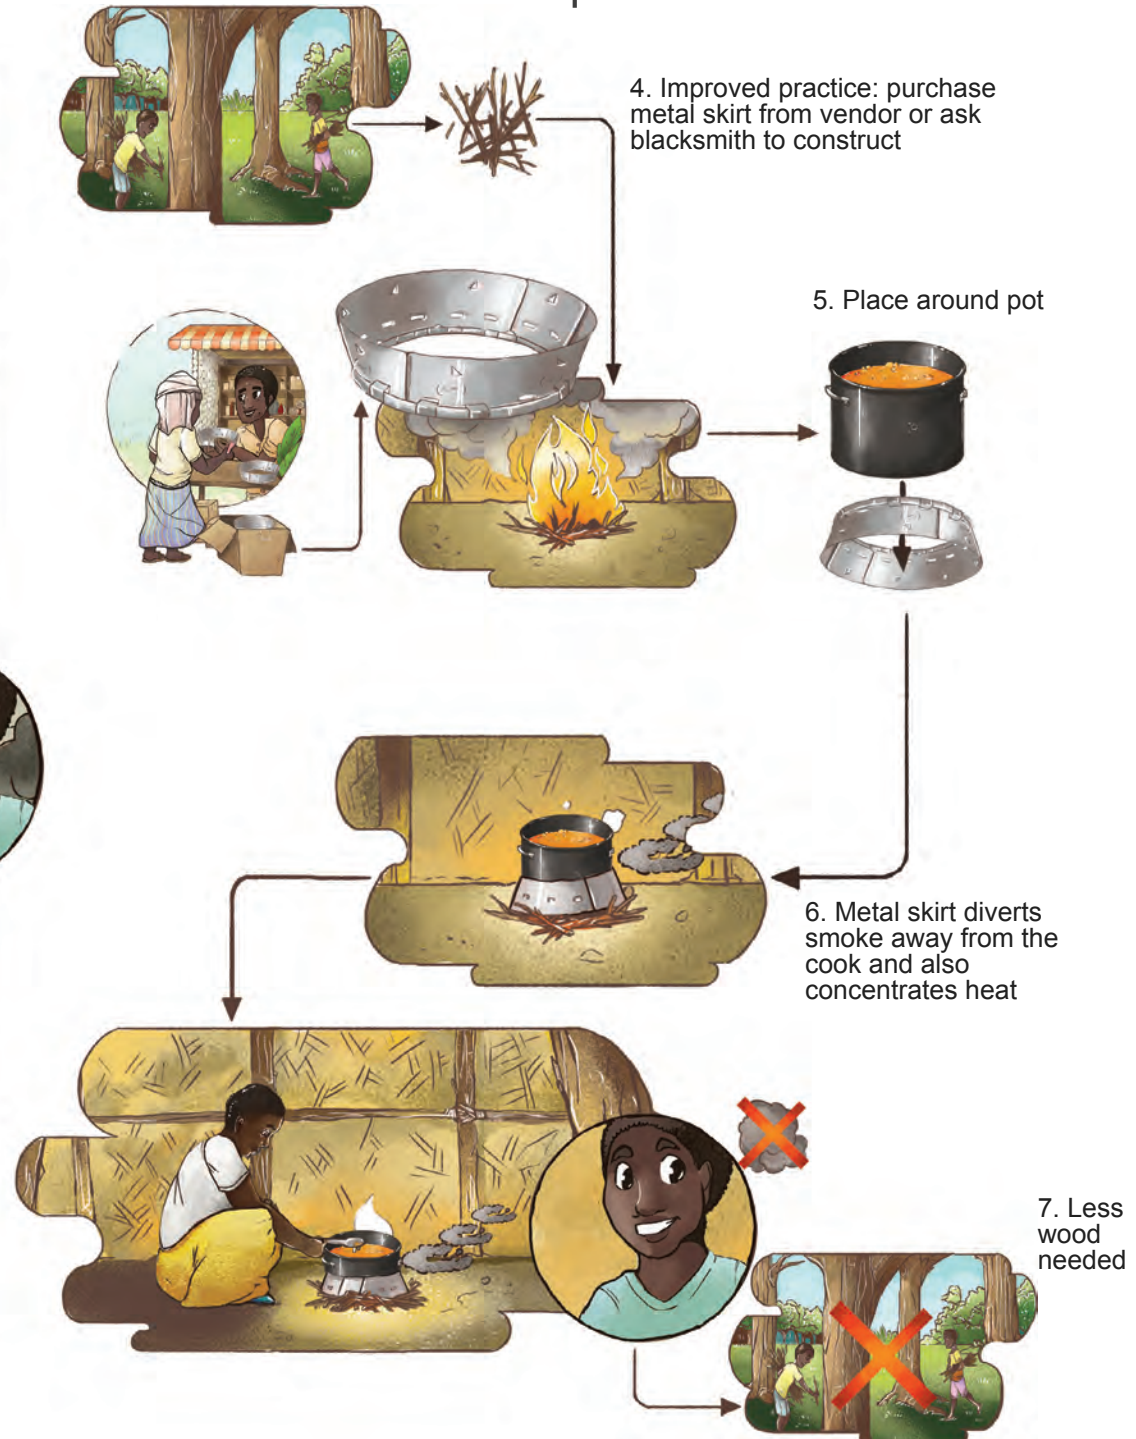 4. Improved practice: purchase
metal skirt from vendor or ask
blacksmith to construct
5. Place around pot
6. Metal skirt diverts
smoke away from the
cook and also
concentrates heat
7. Less
wood
needed